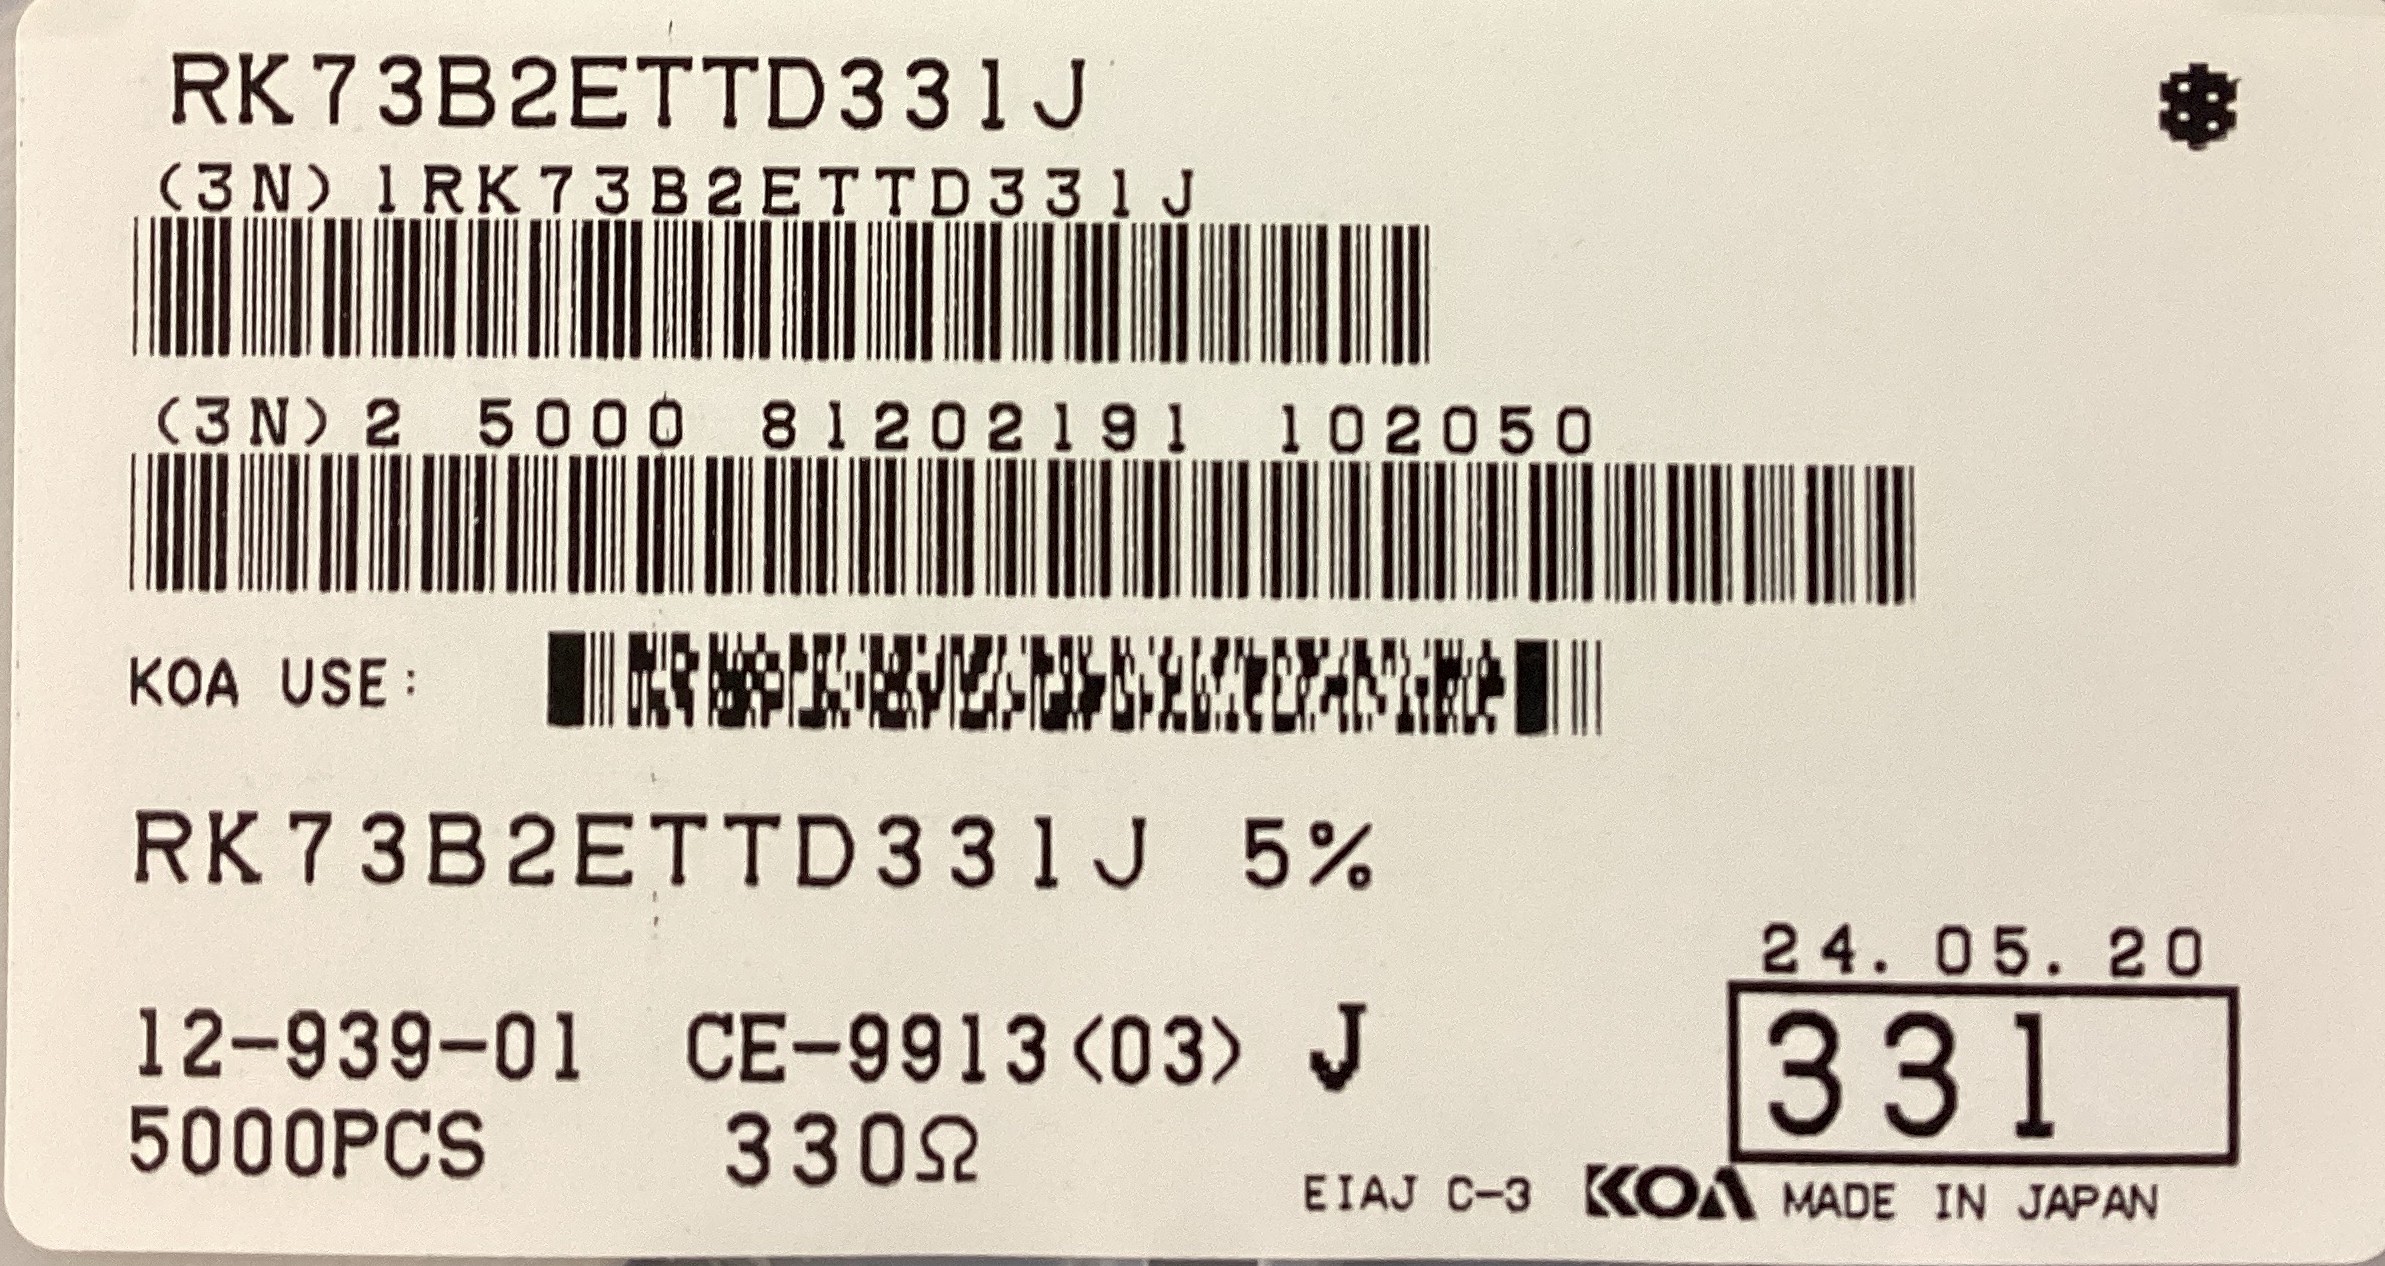 RK73B2ETTD331J
(3N)1RK73B2ETTD331J
(3N)2 5000 81202191 102050
KOA USE:
RK73B2ETTD331J 5%
24.05.20
12-939-01 CE-9913<03> J
331
5000PCS 330Ω
EIAJ C-3 KOA MADE IN JAPAN